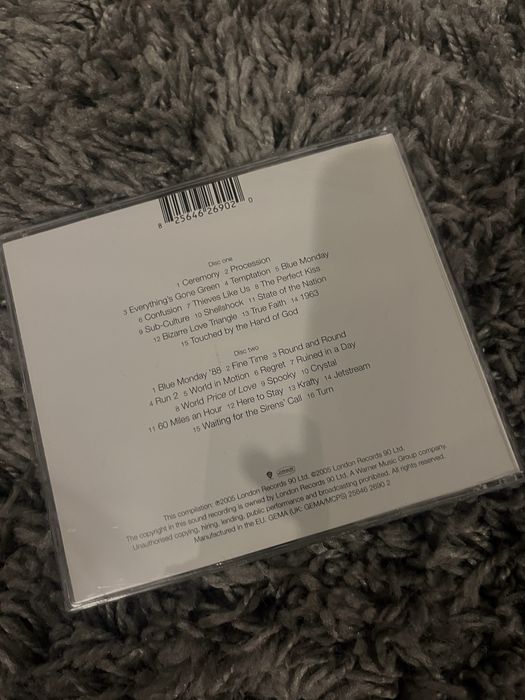 8 25646 26902 0
Disc one
1 Ceremony 2 Procession
3 Everything's Gone Green 4 Temptation 5 Blue Monday
6 Confusion 7 Thieves Like Us 8 The Perfect Kiss
9 Sub-Culture 10 Shellshock 11 State of the Nation
12 Bizarre Love Triangle 13 True Faith 14 1963
15 Touched by the Hand of God
Disc two
1 Blue Monday '88 2 Fine Time 3 Round and Round
4 Run 2 5 World in Motion 6 Regret 7 Ruined in a Day
8 World Price of Love 9 Spooky 10 Crystal
11 60 Miles an Hour 12 Here to Stay 13 Krafty 14 Jetstream
15 Waiting for the Sirens' Call 16 Turn
This compilation: ℗2005 London Records 90 Ltd. ©2005 London Records 90 Ltd.
The copyright in this sound recording is owned by London Records 90 Ltd. A Warner Music Group company.
Unauthorised copying, hiring, lending, public performance and broadcasting prohibited. All rights reserved.
Manufactured in the EU. GEMA (UK: GEMA/MCPS) 25646 2690 2